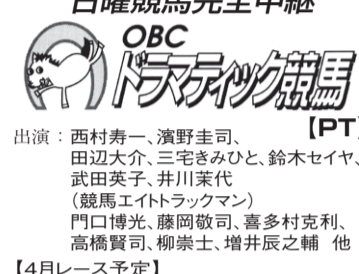 日曜競馬完全中継
OBC
ドラマティック競馬
【PT】
出演：西村寿一、濱野圭司、
田辺大介、三宅きみひと、鈴木セイヤ、
武田英子、井川茉代
（競馬エイトトラックマン）
門口博光、藤岡敬司、喜多村克利、
高橋賢司、柳崇士、増井辰之輔 他
【4月レース予定】